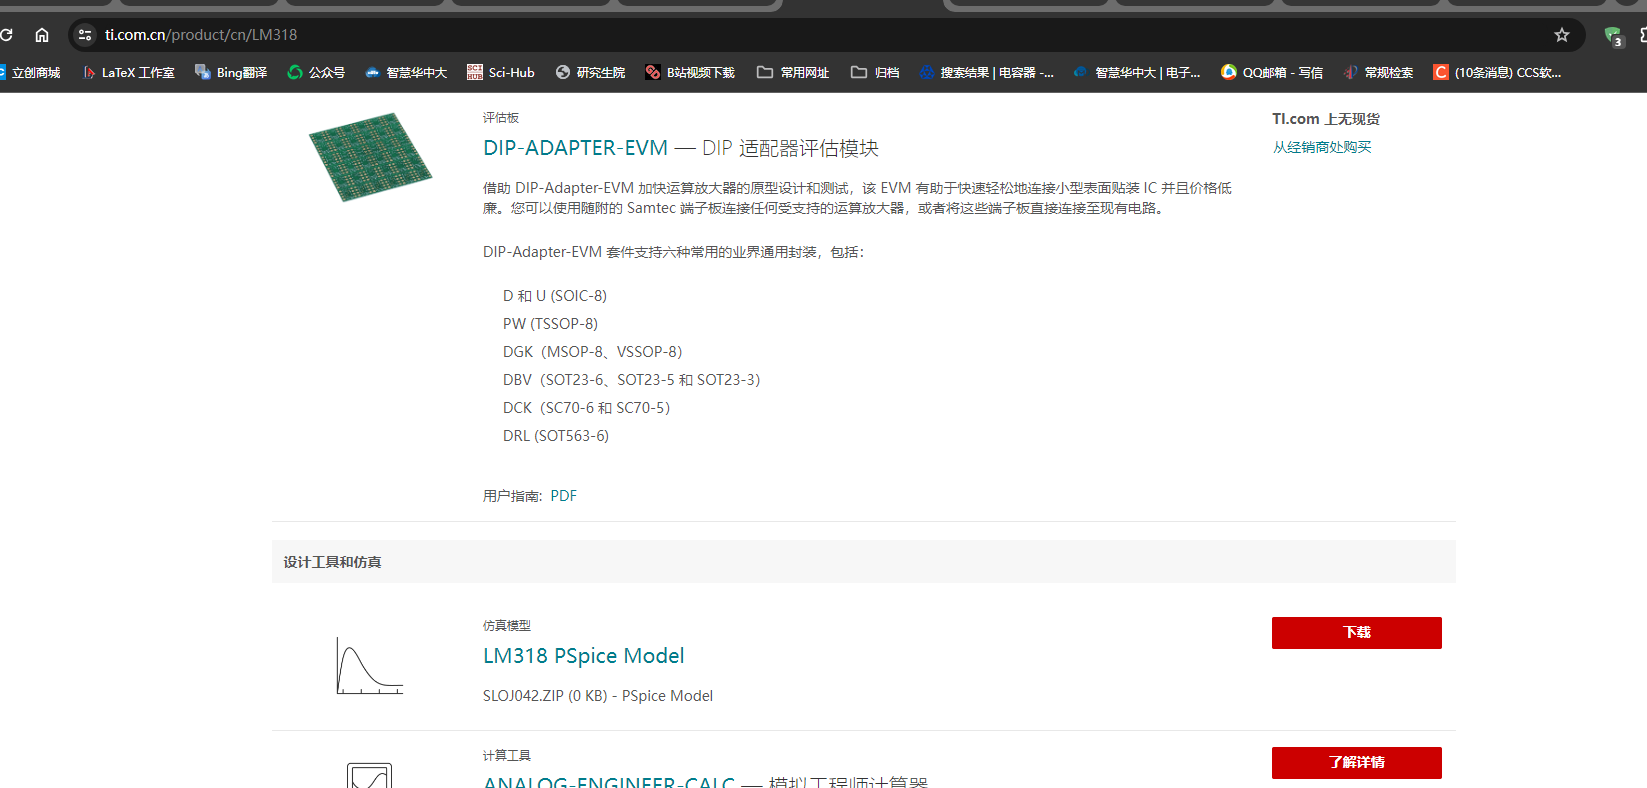 ti.com.cn/product/cn/LM318
3
立创商城 LaTeX 工作室 Bing翻译 公众号 智慧华中大 Sci-Hub 研究生院 B站视频下载 常用网址 归档 搜索结果 | 电容器 -... 智慧华中大 | 电子... QQ邮箱 - 写信 常规检索 (10条消息) CCS软...
评估板
DIP-ADAPTER-EVM — DIP 适配器评估模块
TI.com 上无现货
从经销商处购买
借助 DIP-Adapter-EVM 加快运算放大器的原型设计和测试，该 EVM 有助于快速轻松地连接小型表面贴装 IC 并且价格低
廉。您可以使用随附的 Samtec 端子板连接任何受支持的运算放大器，或者将这些端子板直接连接至现有电路。
DIP-Adapter-EVM 套件支持六种常用的业界通用封装，包括：
D 和 U (SOIC-8)
PW (TSSOP-8)
DGK（MSOP-8、VSSOP-8）
DBV（SOT23-6、SOT23-5 和 SOT23-3）
DCK（SC70-6 和 SC70-5）
DRL (SOT563-6)
用户指南: PDF
设计工具和仿真
仿真模型
LM318 PSpice Model
下载
SLOJ042.ZIP (0 KB) - PSpice Model
计算工具
ANALOG-ENGINEER-CALC — 模拟工程师计算器
了解详情